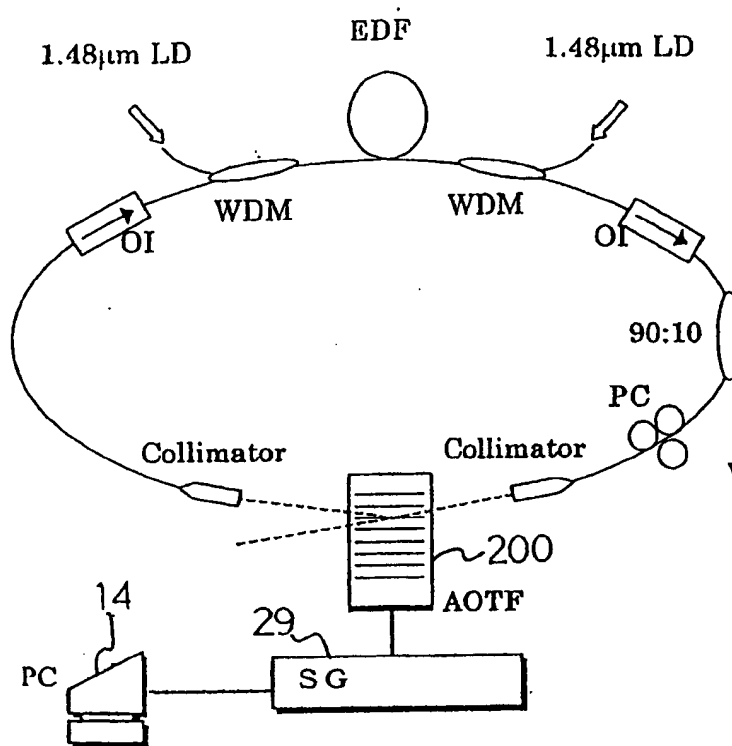 EDF
1.48μm LD
1.48μm LD
WDM
WDM
OI
OI
90:10
PC
Collimator
Collimator
200
AOTF
14
29
PC
SG